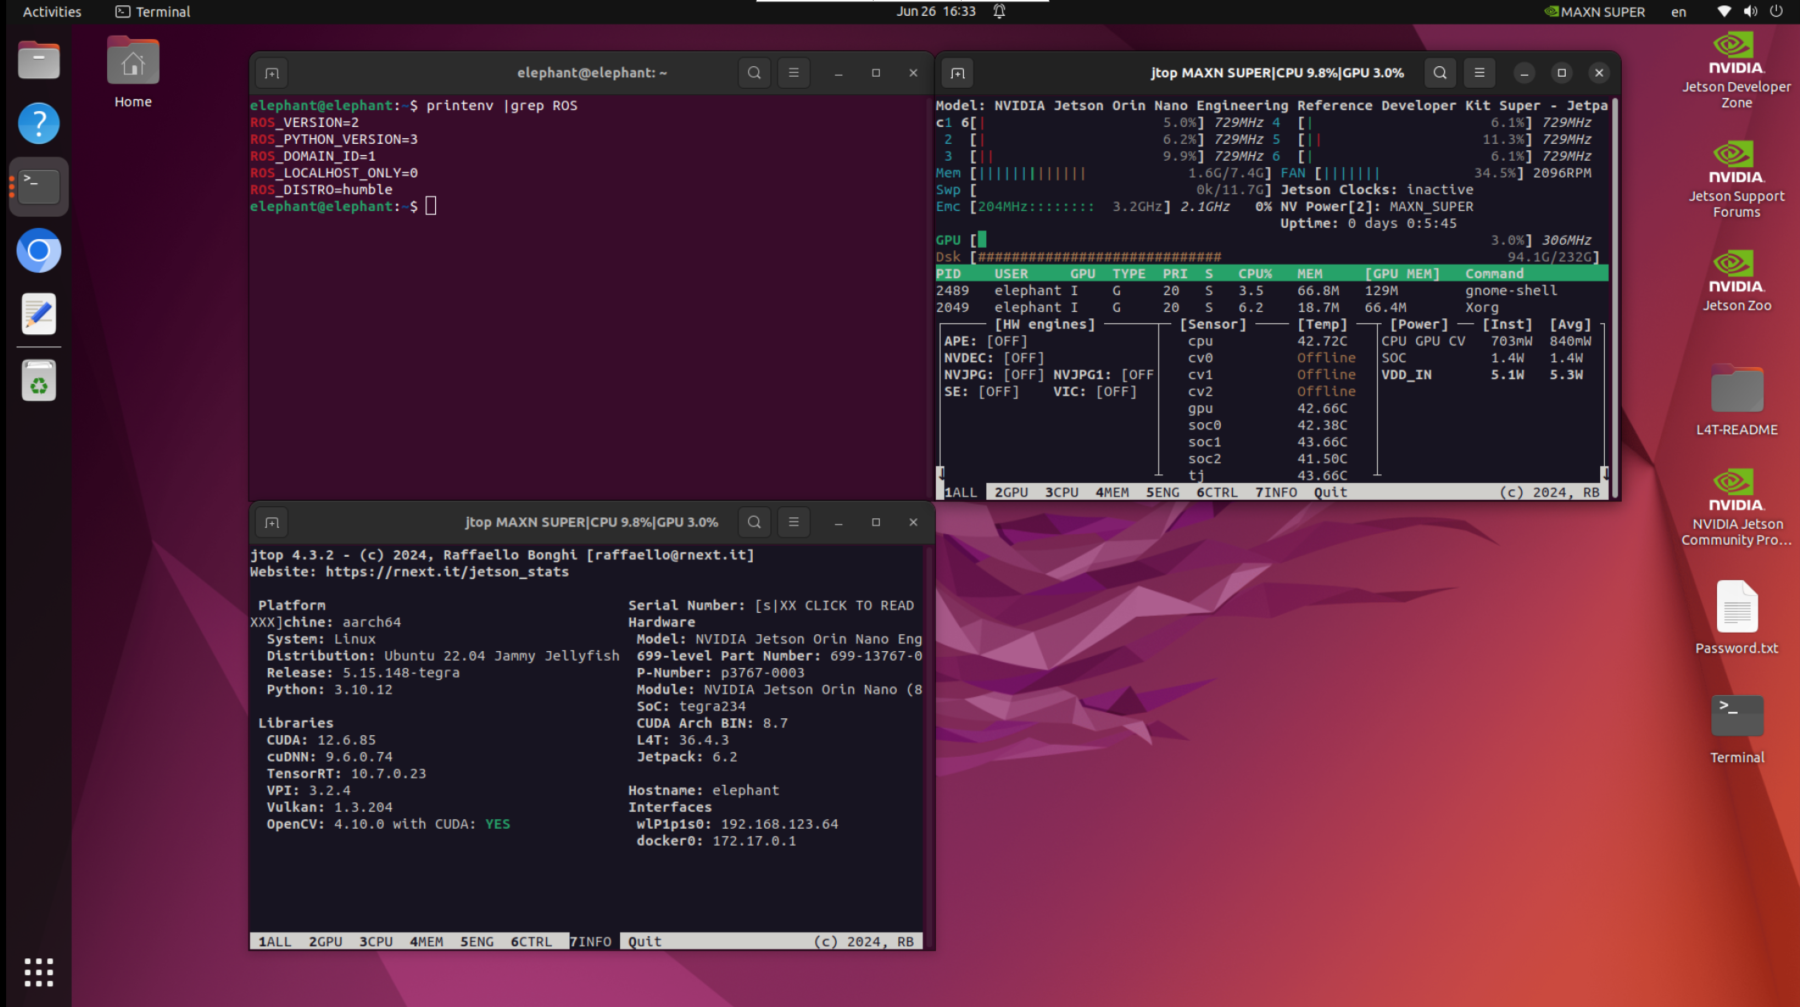 Activities
Terminal
Jun 26 16:33
MAXN SUPER
en
Home
elephant@elephant: ~
elephant@elephant:~$ printenv |grep ROS
ROS_VERSION=2
ROS_PYTHON_VERSION=3
ROS_DOMAIN_ID=1
ROS_LOCALHOST_ONLY=0
ROS_DISTRO=humble
elephant@elephant:~$
jtop MAXN SUPER|CPU 9.8%|GPU 3.0%
Model: NVIDIA Jetson Orin Nano Engineering Reference Developer Kit Super - Jetpa
c1 6[| 5.0%] 729MHz 4 [| 6.1%] 729MHz
2 [| 6.2%] 729MHz 5 [|| 11.3%] 729MHz
3 [|| 9.9%] 729MHz 6 [| 6.1%] 729MHz
Mem [||||||||||||| 1.6G/7.4G] FAN [||||||| 34.5%] 2096RPM
Swp [ 0k/11.7G] Jetson Clocks: inactive
Emc [204MHz:::::::: 3.2GHz] 2.1GHz 0% NV Power[2]: MAXN_SUPER
Uptime: 0 days 0:5:45
GPU [ 3.0%] 306MHz
Dsk [############################# 94.1G/232G]
PID USER GPU TYPE PRI S CPU% MEM [GPU MEM] Command
2489 elephant I G 20 S 3.5 66.8M 129M gnome-shell
2049 elephant I G 20 S 6.2 18.7M 66.4M Xorg
[HW engines] [Sensor] [Temp] [Power] [Inst] [Avg]
APE: [OFF] cpu 42.72C CPU GPU CV 703mW 840mW
NVDEC: [OFF] cv0 Offline SOC 1.4W 1.4W
NVJPG: [OFF] NVJPG1: [OFF cv1 Offline VDD_IN 5.1W 5.3W
SE: [OFF] VIC: [OFF] cv2 Offline
gpu 42.66C
soc0 42.38C
soc1 43.66C
soc2 41.50C
tj 43.66C
1ALL 2GPU 3CPU 4MEM 5ENG 6CTRL 7INFO Quit (c) 2024, RB
jtop MAXN SUPER|CPU 9.8%|GPU 3.0%
jtop 4.3.2 - (c) 2024, Raffaello Bonghi [raffaello@rnext.it]
Website: https://rnext.it/jetson_stats
Platform Serial Number: [s|XX CLICK TO READ
XXX]chine: aarch64 Hardware
System: Linux Model: NVIDIA Jetson Orin Nano Eng
Distribution: Ubuntu 22.04 Jammy Jellyfish 699-level Part Number: 699-13767-0
Release: 5.15.148-tegra P-Number: p3767-0003
Python: 3.10.12 Module: NVIDIA Jetson Orin Nano (8
SoC: tegra234
Libraries CUDA Arch BIN: 8.7
CUDA: 12.6.85 L4T: 36.4.3
cuDNN: 9.6.0.74 Jetpack: 6.2
TensorRT: 10.7.0.23
VPI: 3.2.4 Hostname: elephant
Vulkan: 1.3.204 Interfaces
OpenCV: 4.10.0 with CUDA: YES wlP1p1s0: 192.168.123.64
docker0: 172.17.0.1
1ALL 2GPU 3CPU 4MEM 5ENG 6CTRL 7INFO Quit (c) 2024, RB
NVIDIA.
Jetson Developer
Zone
NVIDIA.
Jetson Support
Forums
NVIDIA.
Jetson Zoo
L4T-README
NVIDIA.
NVIDIA Jetson
Community Pro...
Password.txt
Terminal